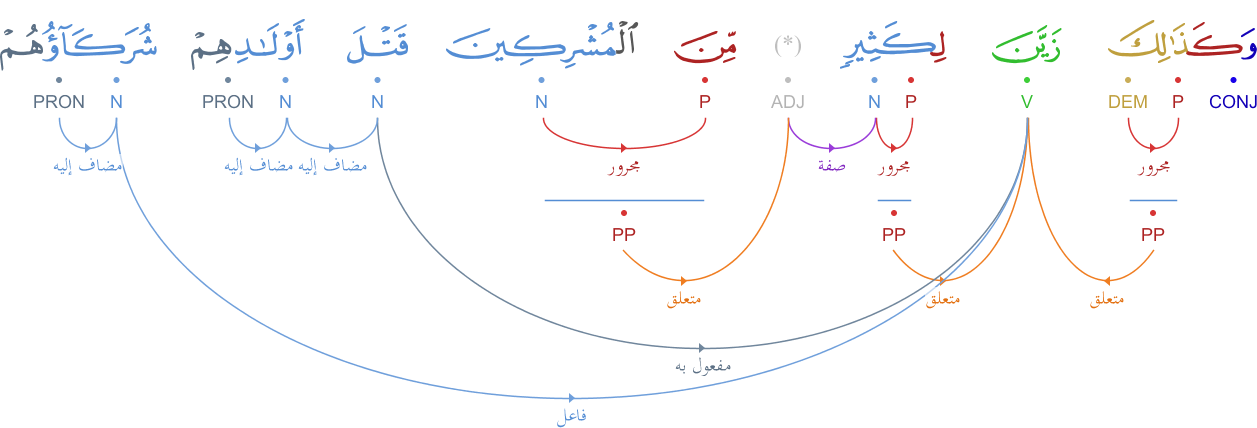 وَكَذَٰلِكَ زَيَّنَ لِكَثِيرٍ (*) مِّنَ ٱلْمُشْرِكِينَ قَتْلَ أَوْلَـٰدِهِمْ شُرَكَآؤُهُمْ
CONJ P DEM V P N ADJ P N N N PRON N PRON
مجرور مجرور صفة مجرور مضاف إليه مضاف إليه مضاف إليه
PP PP PP
متعلق متعلق متعلق
مفعول به
فاعل